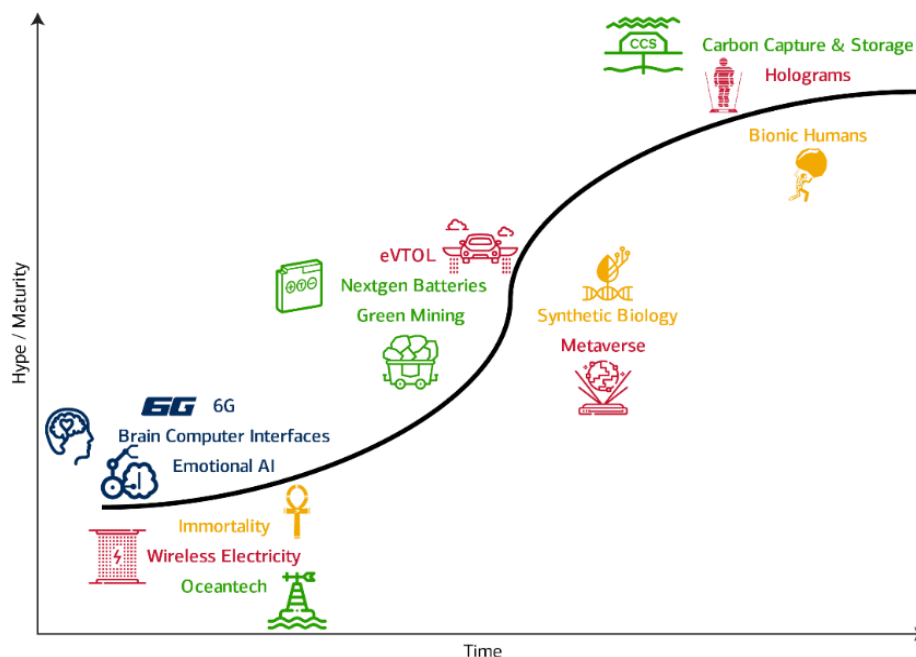 CCS
Carbon Capture & Storage
Holograms
Bionic Humans
eVTOL
Nextgen Batteries
Green Mining
Synthetic Biology
Metaverse
6G 6G
Brain Computer Interfaces
Emotional AI
Immortality
Wireless Electricity
Oceantech
Hype / Maturity
Time